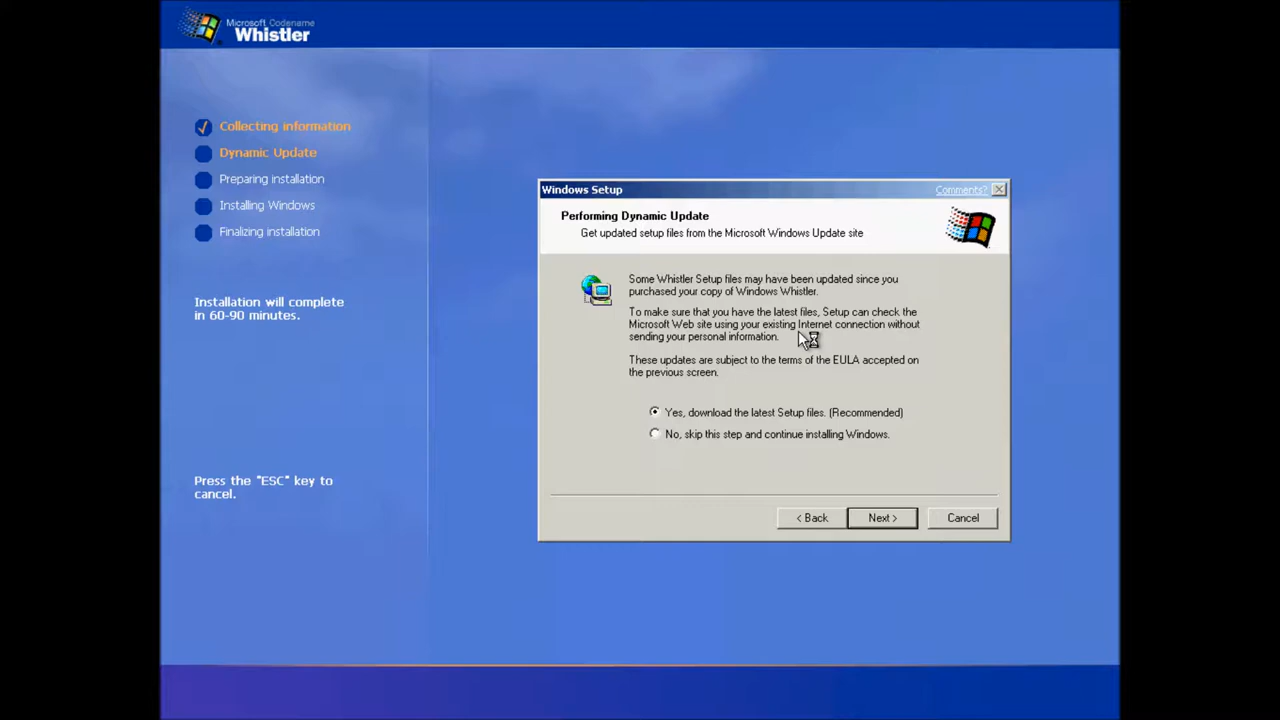 Microsoft Codename
Whistler
Collecting information
Dynamic Update
Preparing installation
Installing Windows
Finalizing installation
Installation will complete
in 60-90 minutes.
Press the "ESC" key to
cancel.
Windows Setup
Comments?
Performing Dynamic Update
Get updated setup files from the Microsoft Windows Update site
Some Whistler Setup files may have been updated since you
purchased your copy of Windows Whistler.
To make sure that you have the latest files, Setup can check the
Microsoft Web site using your existing Internet connection without
sending your personal information.
These updates are subject to the terms of the EULA accepted on
the previous screen.
Yes, download the latest Setup files. (Recommended)
No, skip this step and continue installing Windows.
< Back
Next >
Cancel